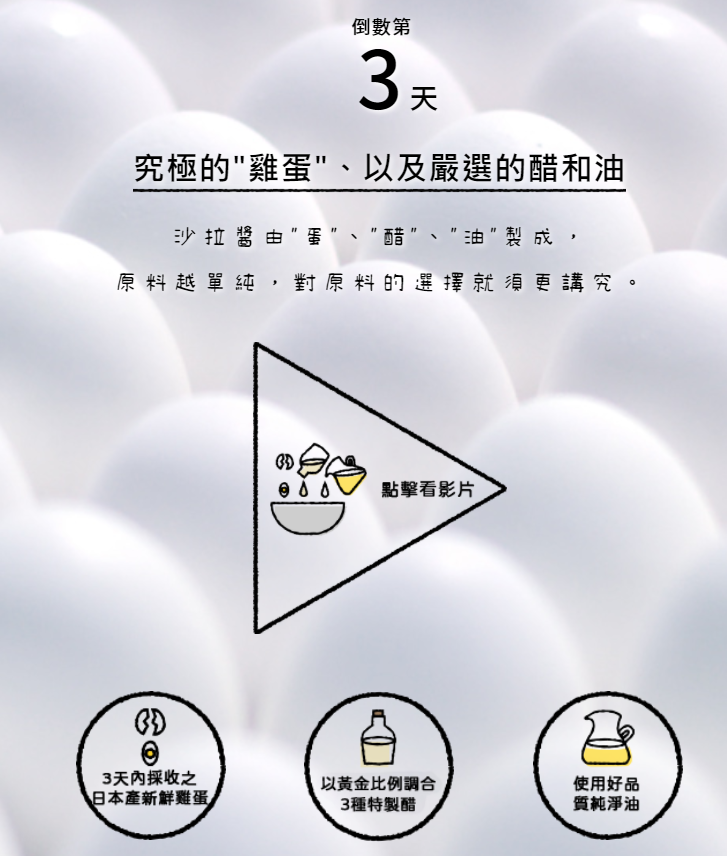 倒數第
3天
究極的"雞蛋"、以及嚴選的醋和油
沙拉醬由"蛋"、"醋"、"油"製成，
原料越單純，對原料的選擇就須更講究。
點擊看影片
3天內採收之
日本產新鮮雞蛋
以黃金比例調合
3種特製醋
使用好品
質純淨油